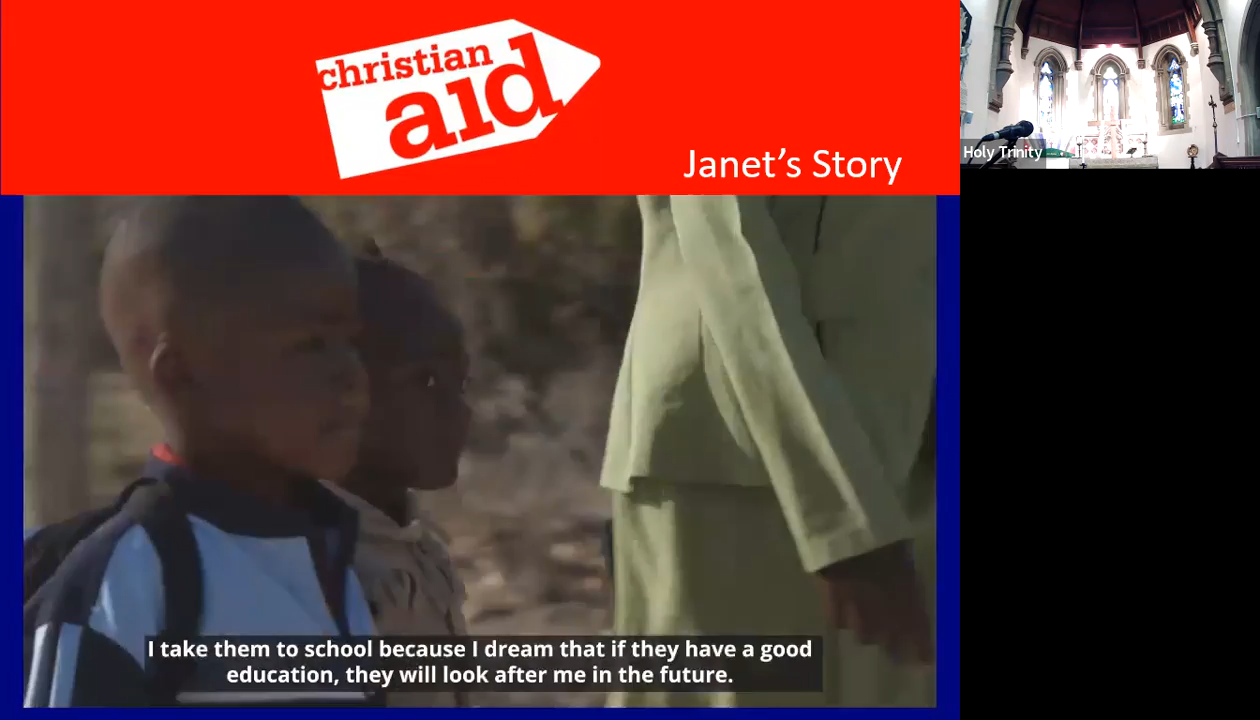 christian
aid
Janet's Story
Holy Trinity
I take them to school because I dream that if they have a good
education, they will look after me in the future.